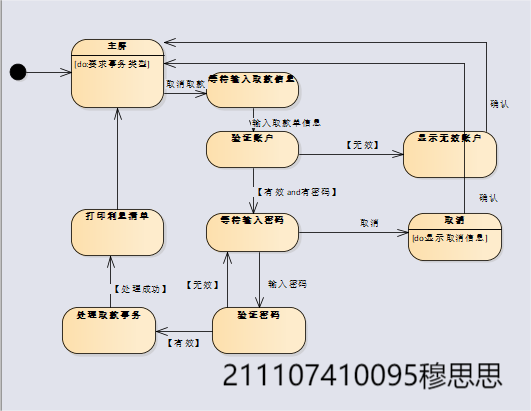 主屏
[do:要求事务类型]
取消取款
等待输入取款信息
确认
\输入取款单信息
验证账户
【无效】
显示无效账户
【有效 and有密码】
确认
打印利息清单
等待输入密码
取消
取消
[do:显示取消信息]
【处理成功】
【无效】
输入密码
处理取款事务
【有效】
验证密码
211107410095穆思思